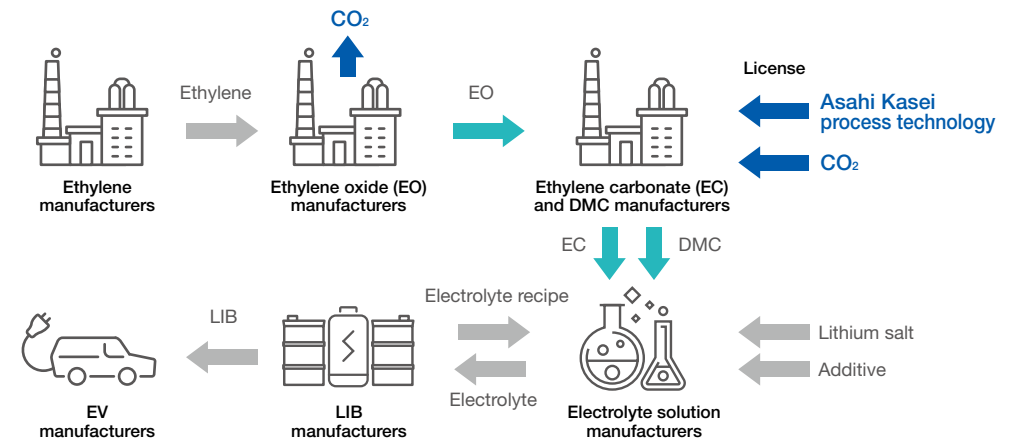 CO₂
License
Ethylene
EO
Asahi Kasei
process technology
CO₂
Ethylene
manufacturers
Ethylene oxide (EO)
manufacturers
Ethylene carbonate (EC)
and DMC manufacturers
EC
DMC
LIB
Electrolyte recipe
Lithium salt
Additive
Electrolyte
EV
manufacturers
LIB
manufacturers
Electrolyte solution
manufacturers